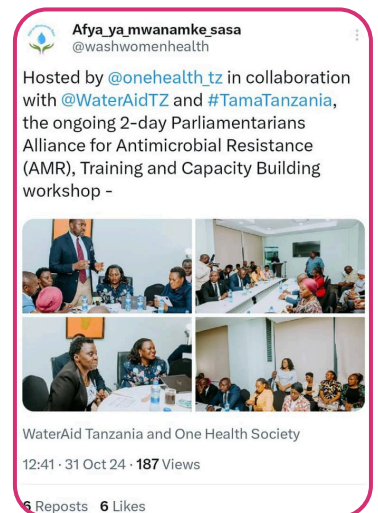 Afya_ya_mwanamke_sasa
@washwomenhealth
Hosted by @onehealth_tz in collaboration
with @WaterAidTZ and #TamaTanzania,
the ongoing 2-day Parliamentarians
Alliance for Antimicrobial Resistance
(AMR), Training and Capacity Building
workshop -
WaterAid Tanzania and One Health Society
12:41 · 31 Oct 24 · 187 Views
6 Reposts 6 Likes